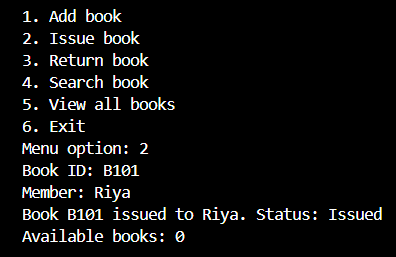 1. Add book
2. Issue book
3. Return book
4. Search book
5. View all books
6. Exit
Menu option: 2
Book ID: B101
Member: Riya
Book B101 issued to Riya. Status: Issued
Available books: 0